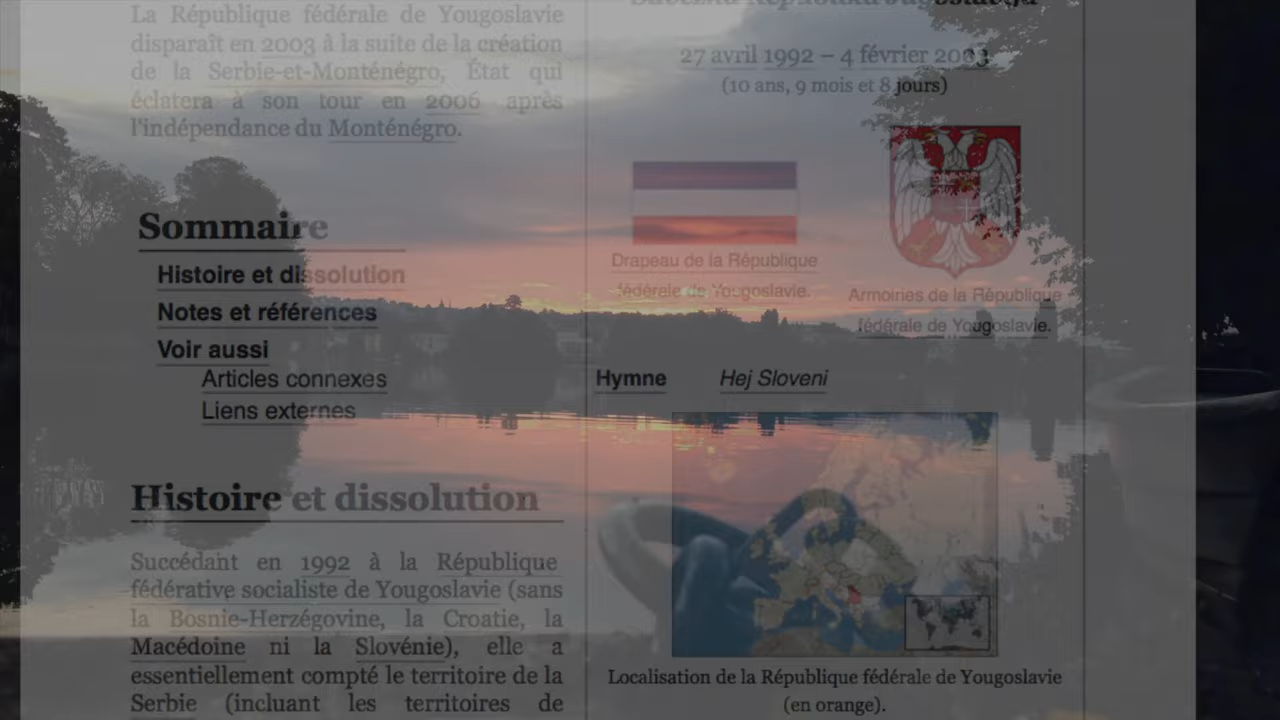 La République fédérale de Yougoslavie
disparaît en 2003 à la suite de la création
de la Serbie-et-Monténégro, État qui
éclatera à son tour en 2006 après
l'indépendance du Monténégro.
Sommaire
Histoire et dissolution
Notes et références
Voir aussi
Articles connexes
Liens externes
Histoire et dissolution
Succédant en 1992 à la République
fédérative socialiste de Yougoslavie (sans
la Bosnie-Herzégovine, la Croatie, la
Macédoine ni la Slovénie), elle a
essentiellement compté le territoire de la
Serbie (incluant les territoires de
27 avril 1992 – 4 février 2003
(10 ans, 9 mois et 8 jours)
Drapeau de la République
fédérale de Yougoslavie.
Armoiries de la République
fédérale de Yougoslavie.
Hymne Hej Sloveni
Localisation de la République fédérale de Yougoslavie
(en orange).